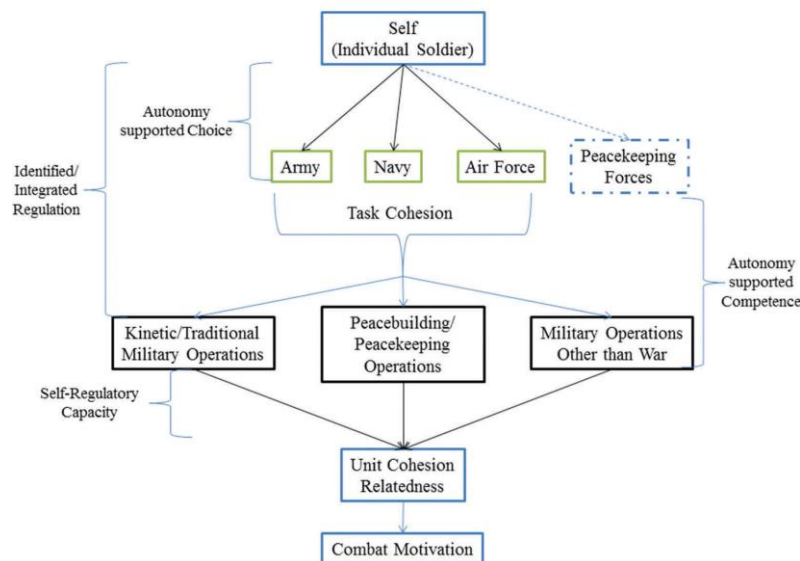 Self
(Individual Soldier)
Autonomy
supported Choice
Identified/
Integrated
Regulation
Army
Navy
Air Force
Peacekeeping
Forces
Task Cohesion
Autonomy
supported
Competence
Kinetic/Traditional
Military Operations
Peacebuilding/
Peacekeeping
Operations
Military Operations
Other than War
Self-Regulatory
Capacity
Unit Cohesion
Relatedness
Combat Motivation